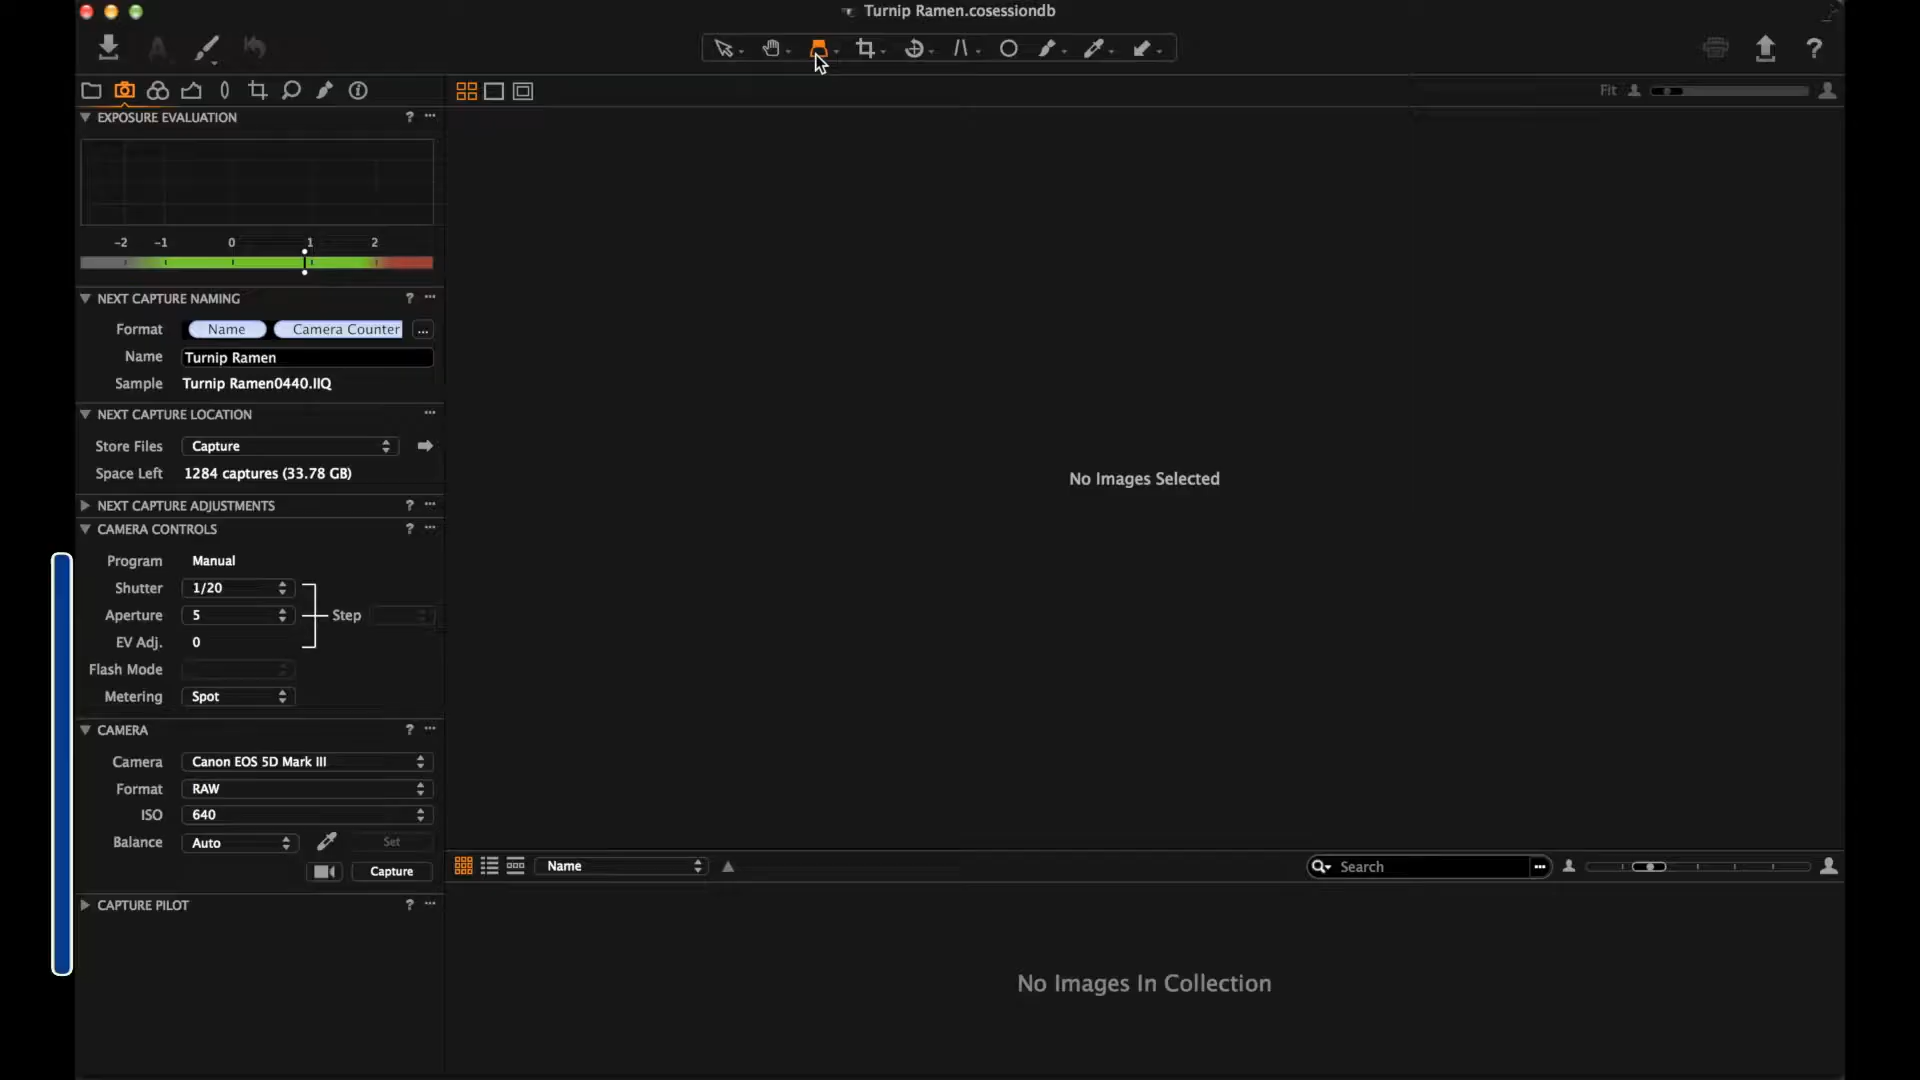 Turnip Ramen.cosessiondb
Fit
EXPOSURE EVALUATION ?
-2 -1 0 1 2
NEXT CAPTURE NAMING ?
Format Name Camera Counter ...
Name Turnip Ramen
Sample Turnip Ramen0440.IIQ
NEXT CAPTURE LOCATION
Store Files Capture
Space Left 1284 captures (33.78 GB)
NEXT CAPTURE ADJUSTMENTS ?
CAMERA CONTROLS ?
Program Manual
Shutter 1/20
Aperture 5 Step
EV Adj. 0
Flash Mode
Metering Spot
CAMERA ?
Camera Canon EOS 5D Mark III
Format RAW
ISO 640
Balance Auto Set
Capture
CAPTURE PILOT ?
No Images Selected
Name Search
No Images In Collection